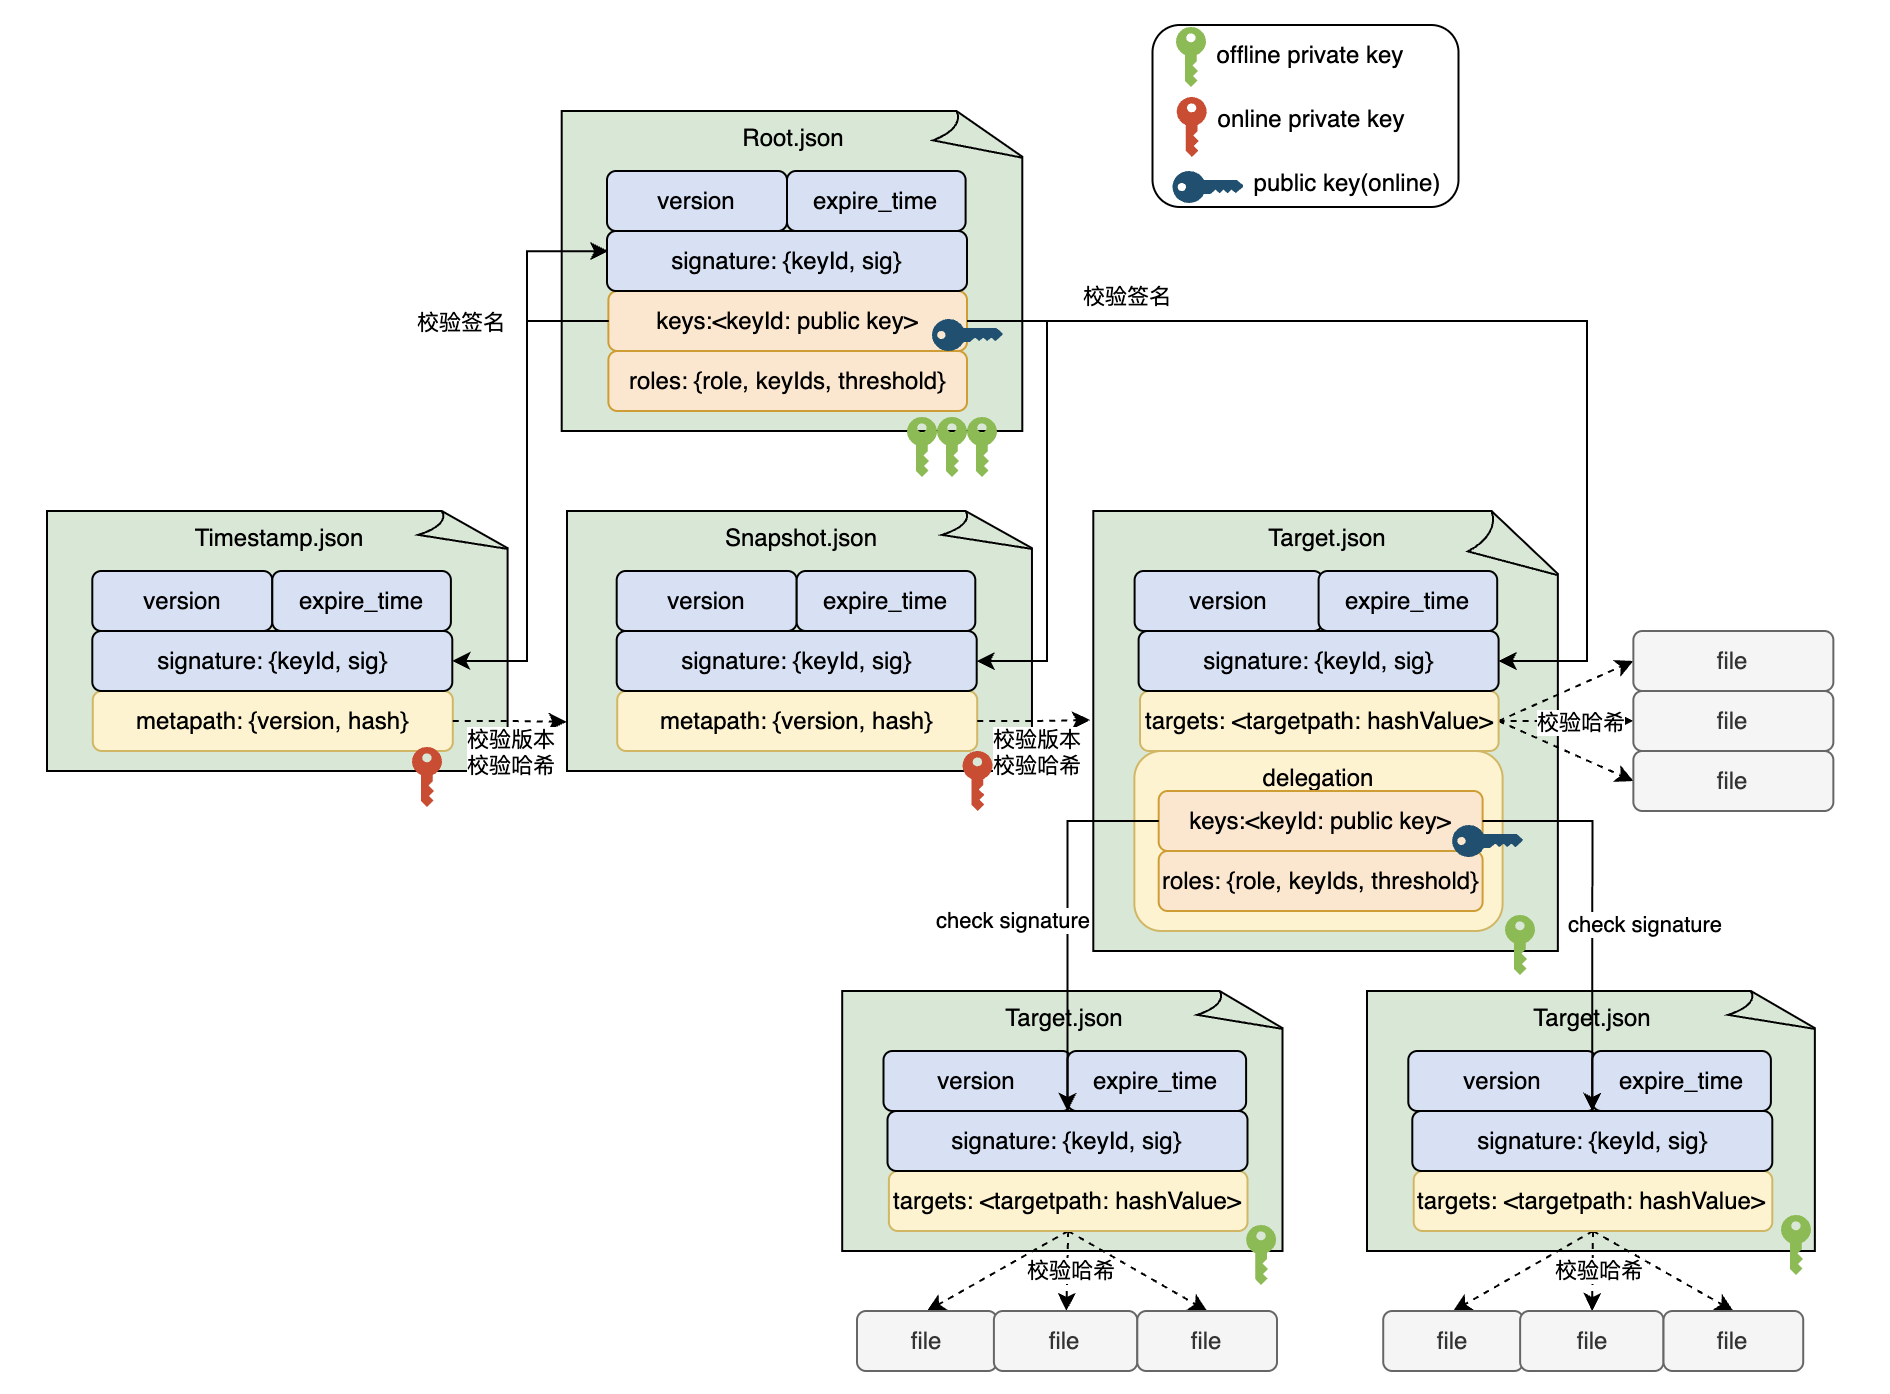 offline private key
online private key
public key(online)
Root.json
version
expire_time
signature: {keyId, sig}
keys:<keyId: public key>
roles: {role, keyIds, threshold}
校验签名
校验签名
Timestamp.json
version
expire_time
signature: {keyId, sig}
metapath: {version, hash}
校验版本
校验哈希
Snapshot.json
version
expire_time
signature: {keyId, sig}
metapath: {version, hash}
校验版本
校验哈希
Target.json
version
expire_time
signature: {keyId, sig}
targets: <targetpath: hashValue>
校验哈希
file
file
file
delegation
keys:<keyId: public key>
roles: {role, keyIds, threshold}
check signature
check signature
Target.json
version
expire_time
signature: {keyId, sig}
targets: <targetpath: hashValue>
校验哈希
file
file
file
Target.json
version
expire_time
signature: {keyId, sig}
targets: <targetpath: hashValue>
校验哈希
file
file
file